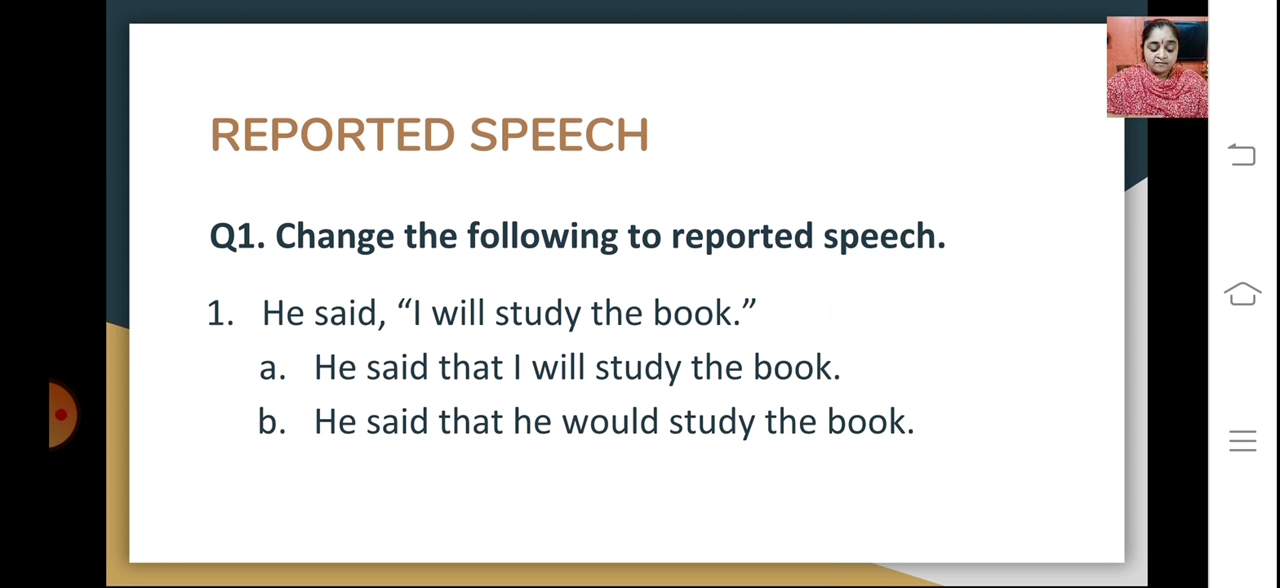 REPORTED SPEECH
Q1. Change the following to reported speech.
1. He said, “I will study the book.”
a. He said that I will study the book.
b. He said that he would study the book.